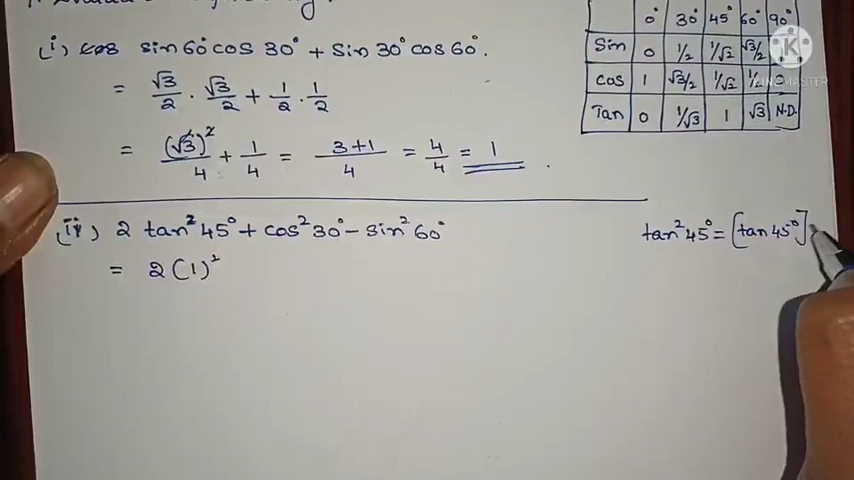 (i) cos sin 60° cos 30° + sin 30° cos 60°.
= √3/2 . √3/2 + 1/2 . 1/2
= (√3)²/4 + 1/4 = 3+1/4 = 4/4 = 1
0° 30° 45° 60° 90°
Sin 0 1/2 1/√2 √3/2
cos 1 √3/2 1/√2 1/2 0
Tan 0 1/√3 1 √3 N.D.
KINEMASTER
(ii) 2 tan² 45° + cos² 30° - sin² 60°
= 2 (1)²
tan² 45° = [tan 45°]